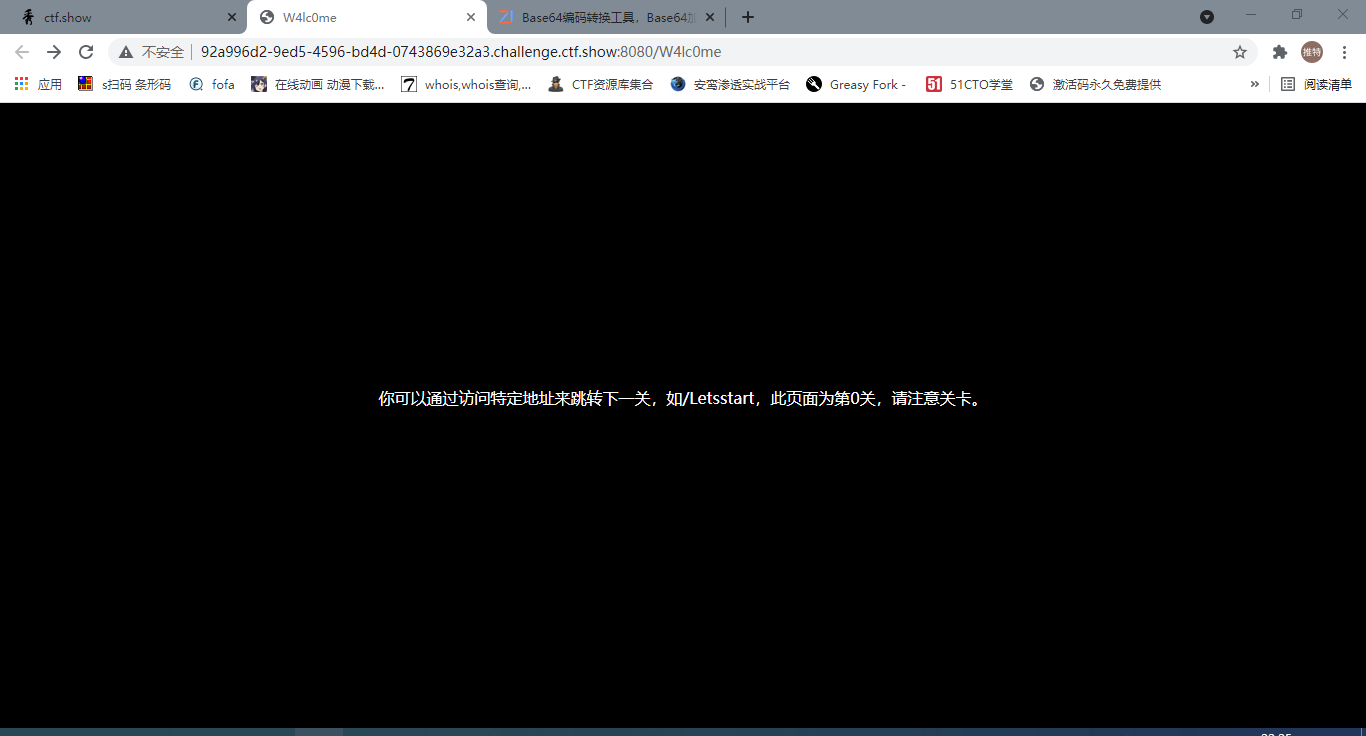 ctf.show
W4lc0me
Base64编码转换工具，Base64加
不安全
92a996d2-9ed5-4596-bd4d-0743869e32a3.challenge.ctf.show:8080/W4lc0me
推特
应用
s扫码 条形码
fofa
在线动画 动漫下载...
whois,whois查询,...
CTF资源库集合
安鸾渗透实战平台
Greasy Fork -
51CTO学堂
激活码永久免费提供
»
阅读清单
你可以通过访问特定地址来跳转下一关，如/Letsstart，此页面为第0关，请注意关卡。